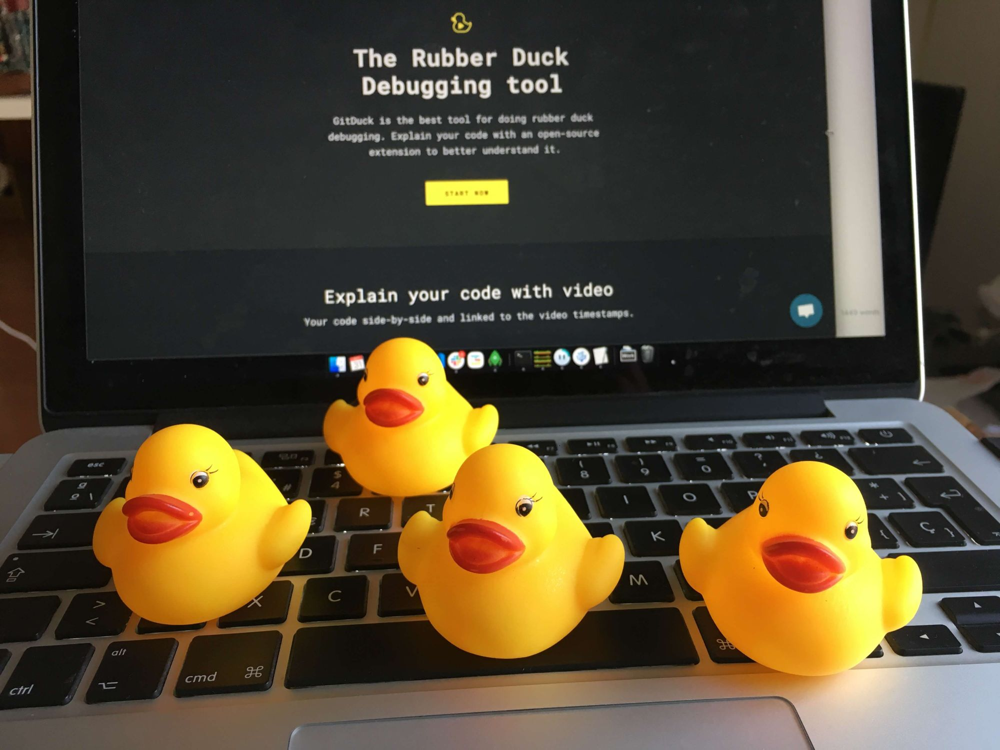 The Rubber Duck
Debugging tool
GitDuck is the best tool for doing rubber duck
debugging. Explain your code with an open-source
extension to better understand it.
START NOW
Explain your code with video
Your code side-by-side and linked to the video timestamps.
esc
$ ( ) = ? ¿
4 8 9 0 '
ª
º \
R T I O P
* + ]
D F K { Ç }
> <
X C V M
ctrl
alt
cmd ⌘
⌘